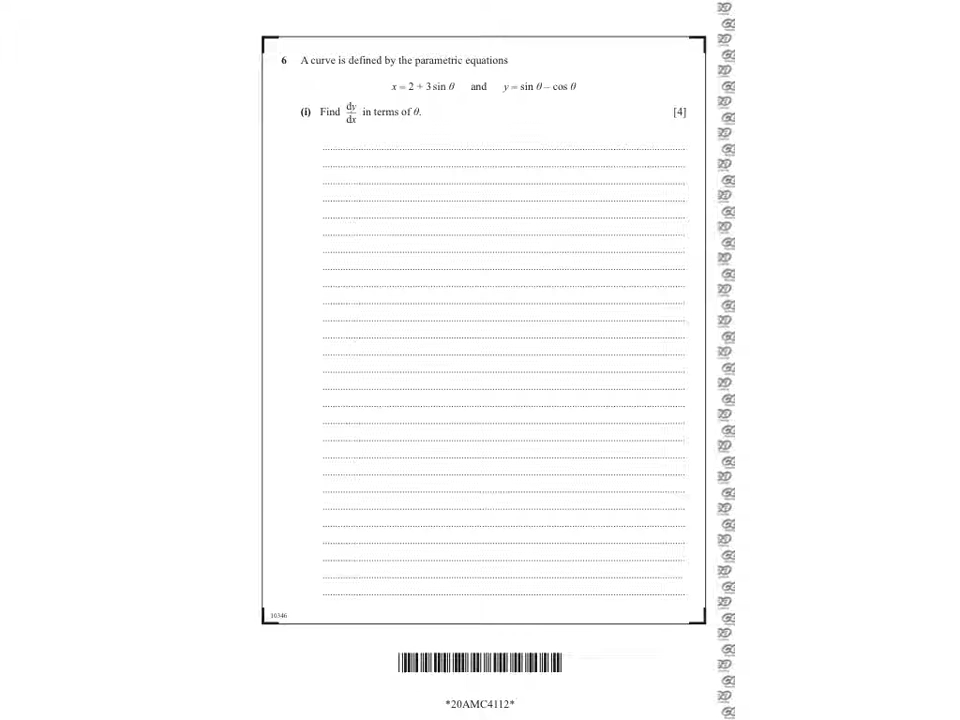 6 A curve is defined by the parametric equations
x = 2 + 3 sin θ and y = sin θ – cos θ
(i) Find dy/dx in terms of θ. [4]
10346
*20AMC4112*